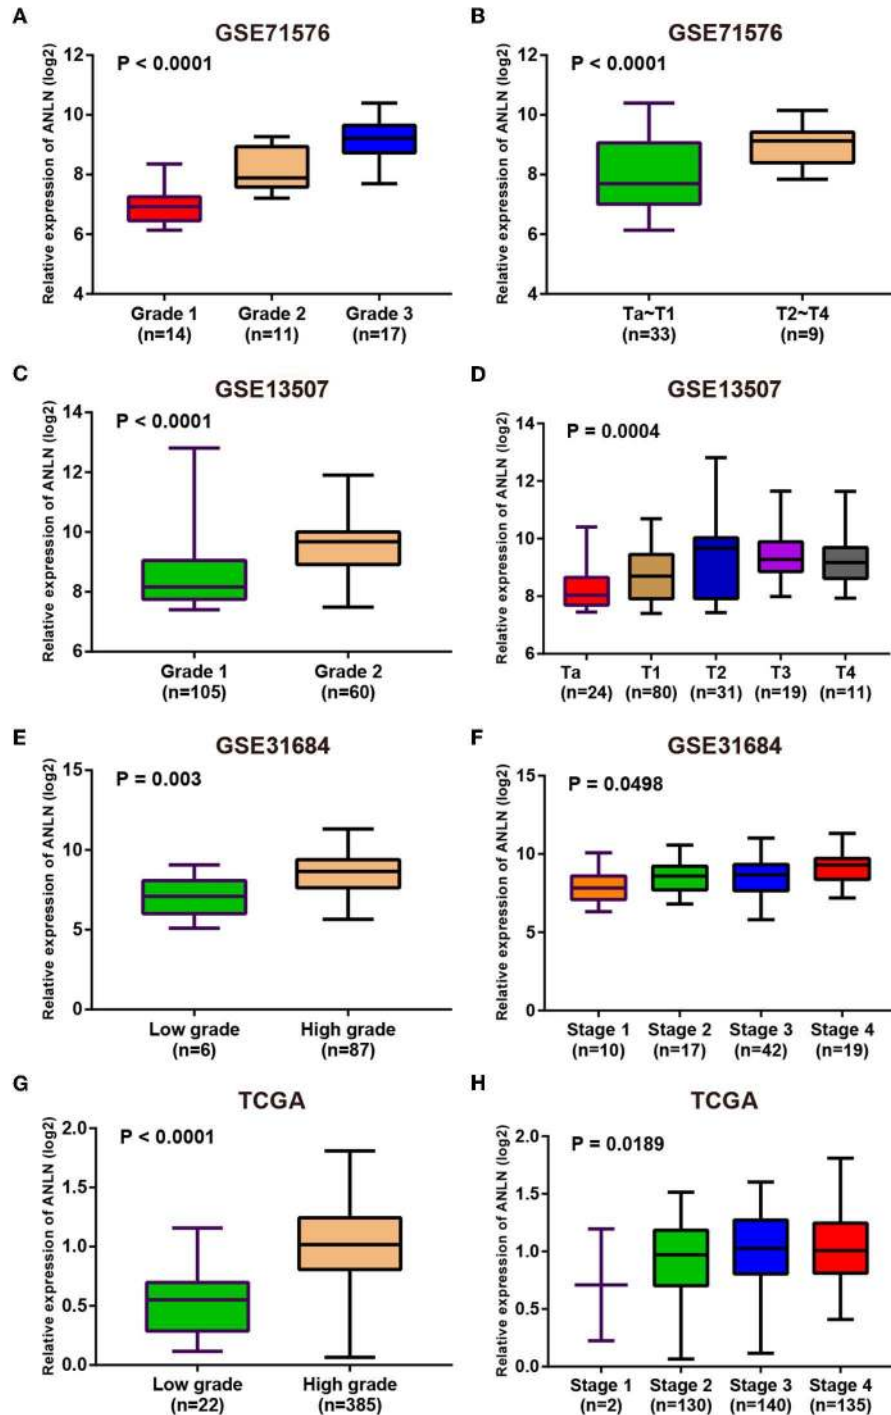 A
GSE71576
P < 0.0001
Relative expression of ANLN (log2)
12
10
8
6
4
Grade 1 Grade 2 Grade 3
(n=14) (n=11) (n=17)
B
GSE71576
P < 0.0001
Relative expression of ANLN (log2)
12
10
8
6
4
Ta~T1 T2~T4
(n=33) (n=9)
C
GSE13507
P < 0.0001
Relative expression of ANLN (log2)
14
12
10
8
6
Grade 1 Grade 2
(n=105) (n=60)
D
GSE13507
P = 0.0004
Relative expression of ANLN (log2)
14
12
10
8
6
Ta T1 T2 T3 T4
(n=24) (n=80) (n=31) (n=19) (n=11)
E
GSE31684
P = 0.003
Relative expression of ANLN (log2)
15
10
5
0
Low grade High grade
(n=6) (n=87)
F
GSE31684
P = 0.0498
Relative expression of ANLN (log2)
15
10
5
0
Stage 1 Stage 2 Stage 3 Stage 4
(n=10) (n=17) (n=42) (n=19)
G
TCGA
P < 0.0001
Relative expression of ANLN (log2)
2.0
1.5
1.0
0.5
0.0
Low grade High grade
(n=22) (n=385)
H
TCGA
P = 0.0189
Relative expression of ANLN (log2)
2.0
1.5
1.0
0.5
0.0
Stage 1 Stage 2 Stage 3 Stage 4
(n=2) (n=130) (n=140) (n=135)